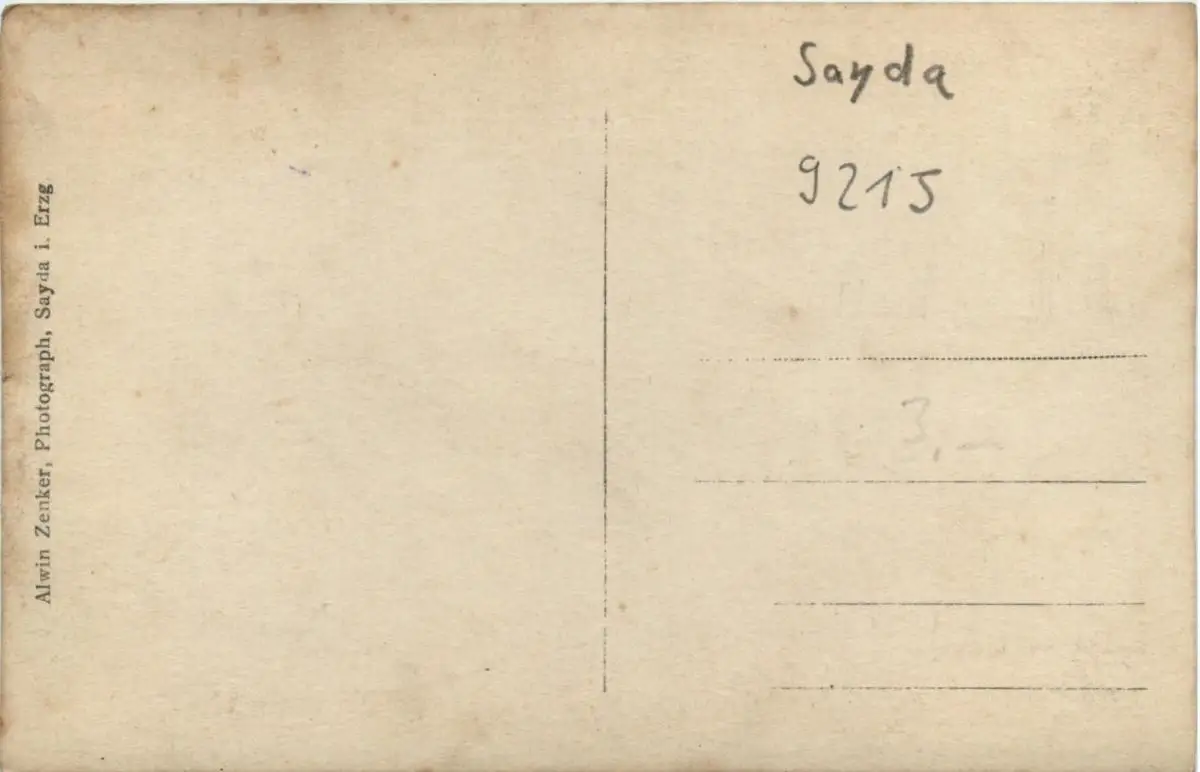 Alwin Zenker, Photograph, Sayda i. Erzg
Sayda
9215
3,–